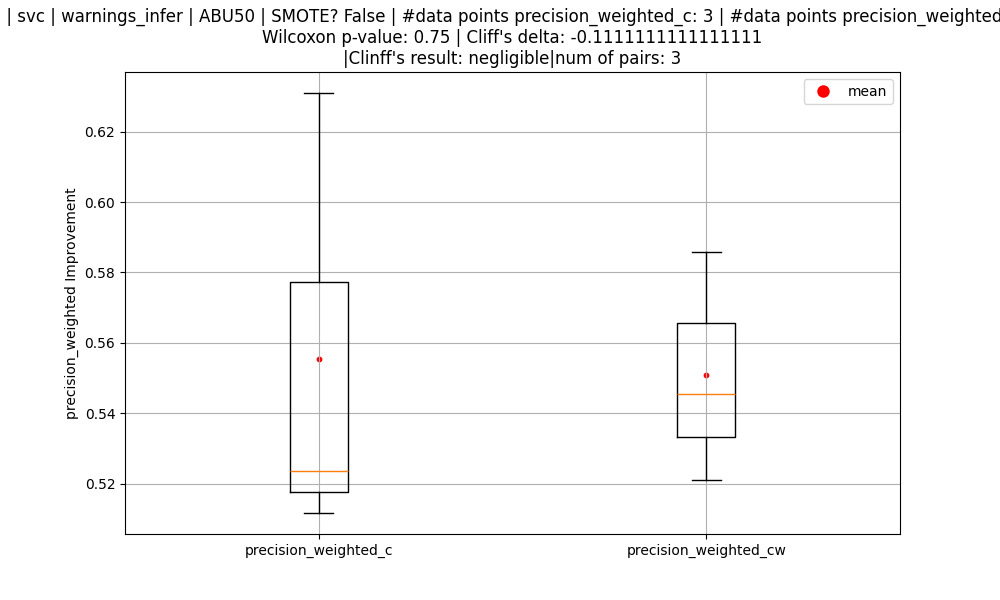 | svc | warnings_infer | ABU50 | SMOTE? False | #data points precision_weighted_c: 3 | #data points precision_weighted
Wilcoxon p-value: 0.75 | Cliff's delta: -0.1111111111111111
|Clinff's result: negligible|num of pairs: 3
mean
0.62
0.60
0.58
0.56
0.54
0.52
precision_weighted Improvement
precision_weighted_c
precision_weighted_cw